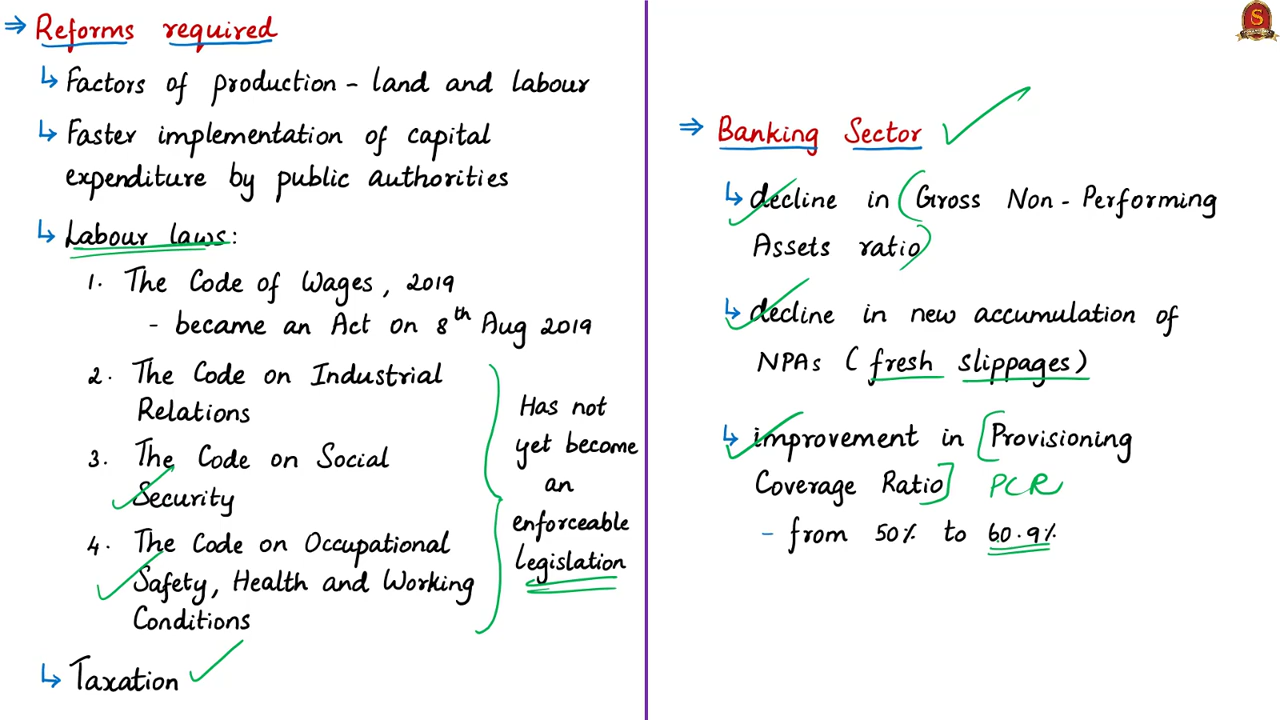 ⇒ Reforms required
↳ Factors of production - land and labour
↳ Faster implementation of capital
expenditure by public authorities
↳ Labour laws:
1. The Code of Wages, 2019
- became an Act on 8th Aug 2019
2. The Code on Industrial
Relations
3. The Code on Social
Security
4. The Code on Occupational
Safety, Health and Working
Conditions
Has not
yet become
an
enforceable
legislation
↳ Taxation
⇒ Banking Sector
↳ decline in (Gross Non-Performing
Assets ratio)
↳ decline in new accumulation of
NPAs (fresh slippages)
↳ improvement in [Provisioning
Coverage Ratio] PCR
- from 50% to 60.9%
S